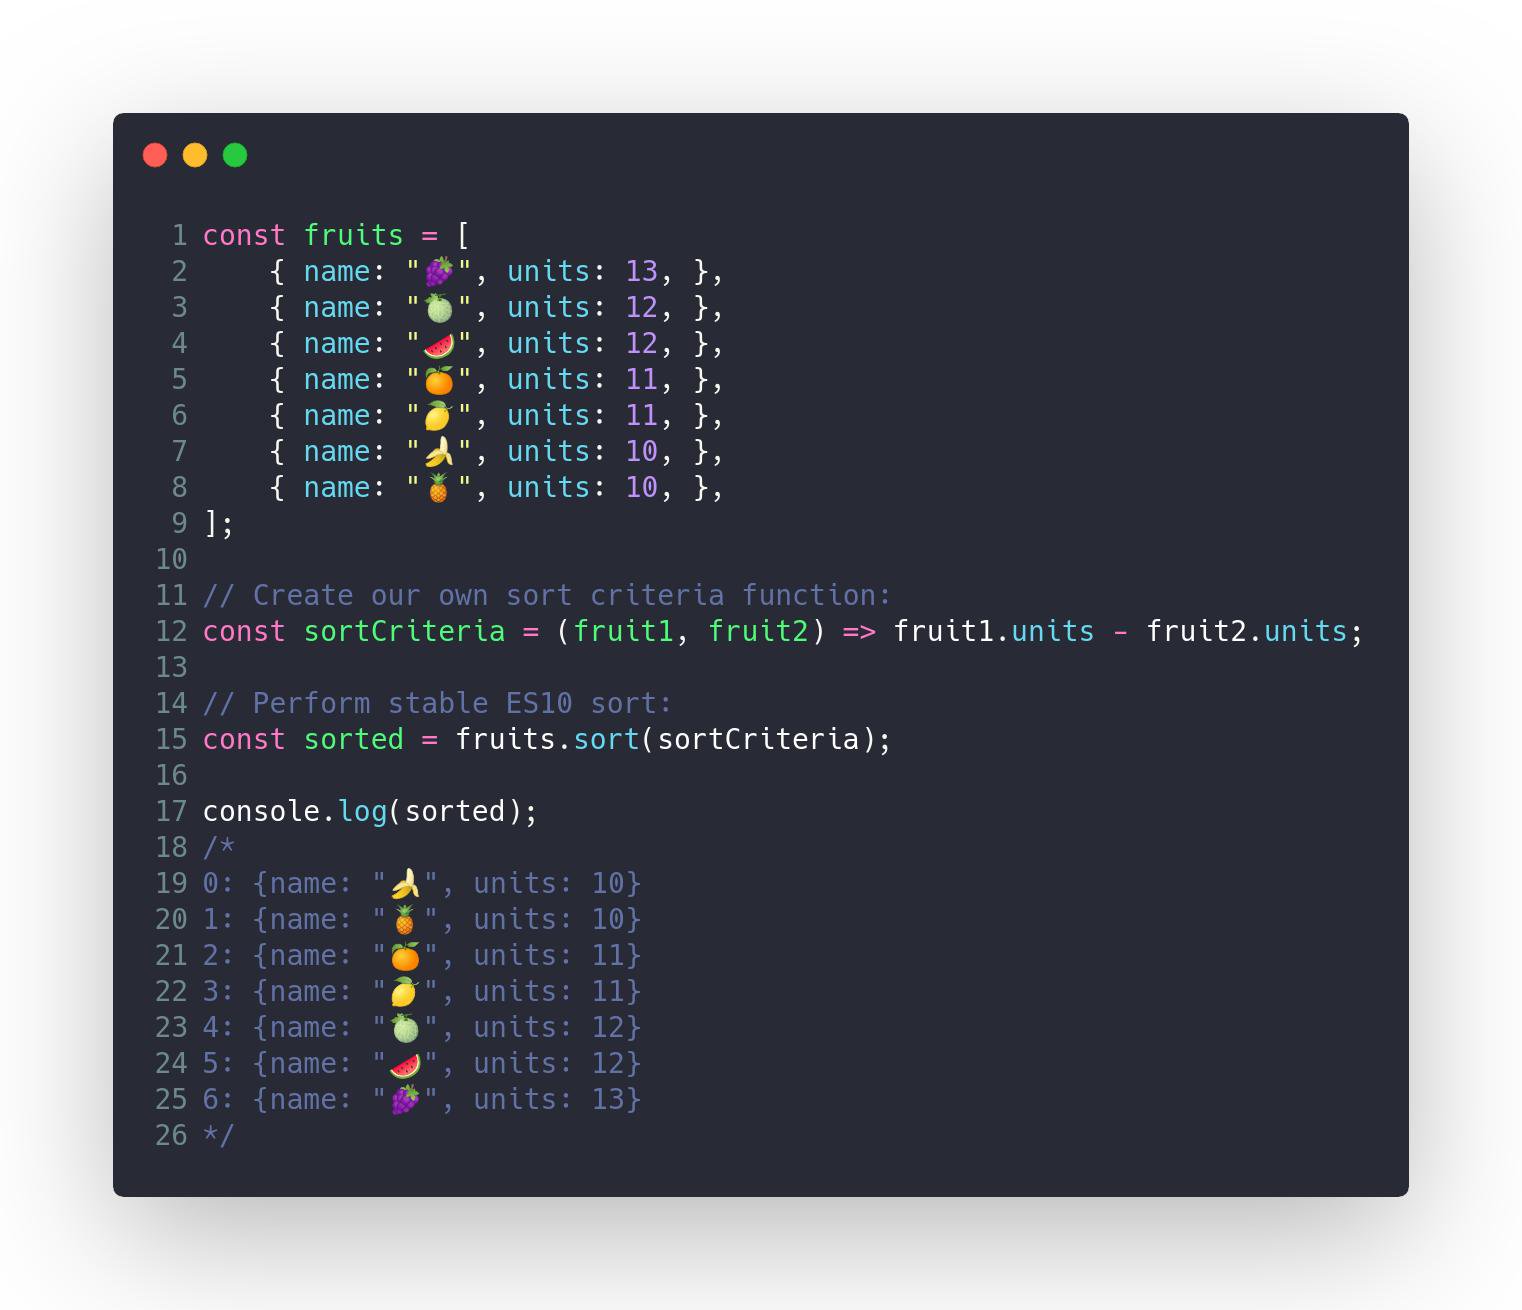 1 const fruits = [
2     { name: "🍇", units: 13, },
3     { name: "🍈", units: 12, },
4     { name: "🍉", units: 12, },
5     { name: "🍊", units: 11, },
6     { name: "🍋", units: 11, },
7     { name: "🍌", units: 10, },
8     { name: "🍍", units: 10, },
9 ];
10
11 // Create our own sort criteria function:
12 const sortCriteria = (fruit1, fruit2) => fruit1.units - fruit2.units;
13
14 // Perform stable ES10 sort:
15 const sorted = fruits.sort(sortCriteria);
16
17 console.log(sorted);
18 /*
19 0: {name: "🍌", units: 10}
20 1: {name: "🍍", units: 10}
21 2: {name: "🍊", units: 11}
22 3: {name: "🍋", units: 11}
23 4: {name: "🍈", units: 12}
24 5: {name: "🍉", units: 12}
25 6: {name: "🍇", units: 13}
26 */